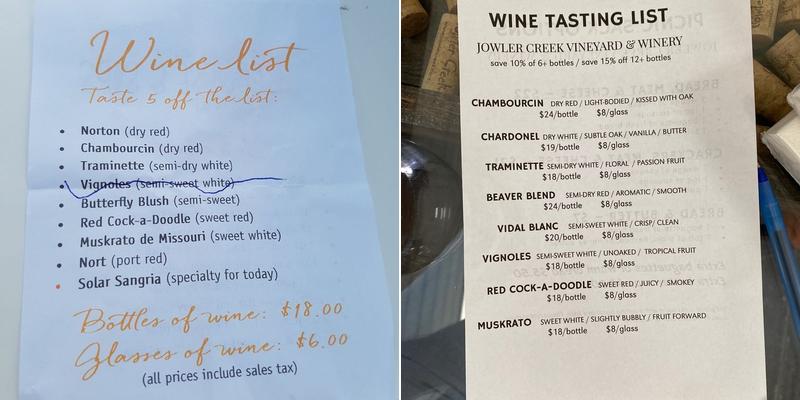 Wine list
Taste 5 off the list:
• Norton (dry red)
• Chambourcin (dry red)
• Traminette (semi-dry white)
• Vignoles (semi-sweet white)
• Butterfly Blush (semi-sweet)
• Red Cock-a-Doodle (sweet red)
• Muskrato de Missouri (sweet white)
• Nort (port red)
• Solar Sangria (specialty for today)
Bottles of wine: $18.00
Glasses of wine: $6.00
(all prices include sales tax)
WINE TASTING LIST
JOWLER CREEK VINEYARD & WINERY
save 10% of 6+ bottles / save 15% off 12+ bottles
CHAMBOURCIN DRY RED / LIGHT-BODIED / KISSED WITH OAK
$24/bottle $8/glass
CHARDONEL DRY WHITE / SUBTLE OAK / VANILLA / BUTTER
$19/bottle $8/glass
TRAMINETTE SEMI-DRY WHITE / FLORAL / PASSION FRUIT
$18/bottle $8/glass
BEAVER BLEND SEMI-DRY RED / AROMATIC / SMOOTH
$24/bottle $8/glass
VIDAL BLANC SEMI-SWEET WHITE / CRISP/ CLEAN
$20/bottle $8/glass
VIGNOLES SEMI-SWEET WHITE / UNOAKED / TROPICAL FRUIT
$18/bottle $8/glass
RED COCK-A-DOODLE SWEET RED / JUICY / SMOKEY
$18/bottle $8/glass
MUSKRATO SWEET WHITE / SLIGHTLY BUBBLY / FRUIT FORWARD
$18/bottle $8/glass